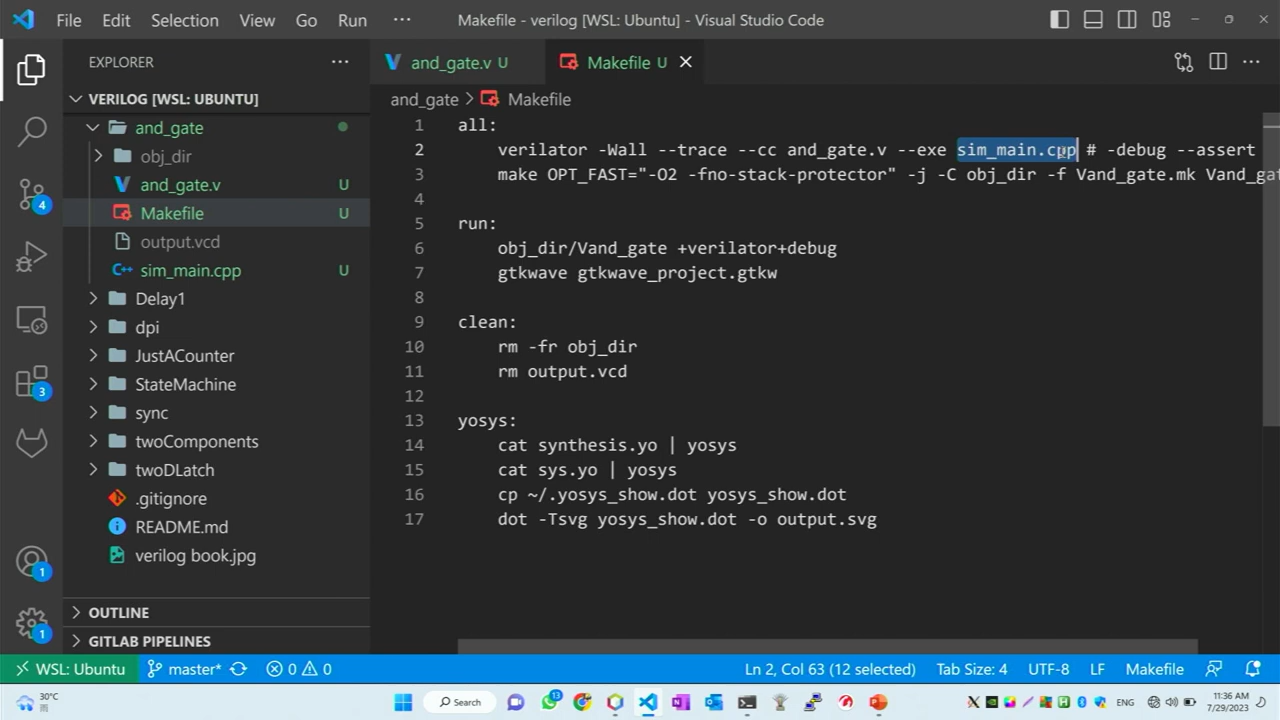 File Edit Selection View Go Run ··· Makefile - verilog [WSL: Ubuntu] - Visual Studio Code
EXPLORER
and_gate.v U
Makefile U
VERILOG [WSL: UBUNTU]
and_gate > Makefile
and_gate
obj_dir
and_gate.v U
Makefile U
output.vcd
sim_main.cpp U
Delay1
dpi
JustACounter
StateMachine
sync
twoComponents
twoDLatch
.gitignore
README.md
verilog book.jpg
OUTLINE
GITLAB PIPELINES
4
3
1
1
1 all:
2 verilator -Wall --trace --cc and_gate.v --exe sim_main.cpp # -debug --assert
3 make OPT_FAST="-O2 -fno-stack-protector" -j -C obj_dir -f Vand_gate.mk Vand_gat
4
5 run:
6 obj_dir/Vand_gate +verilator+debug
7 gtkwave gtkwave_project.gtkw
8
9 clean:
10 rm -fr obj_dir
11 rm output.vcd
12
13 yosys:
14 cat synthesis.yo | yosys
15 cat sys.yo | yosys
16 cp ~/.yosys_show.dot yosys_show.dot
17 dot -Tsvg yosys_show.dot -o output.svg
WSL: Ubuntu master* 0 0 Ln 2, Col 63 (12 selected) Tab Size: 4 UTF-8 LF Makefile
30°C
雨
Search
13
ENG
11:36 AM
7/29/2023